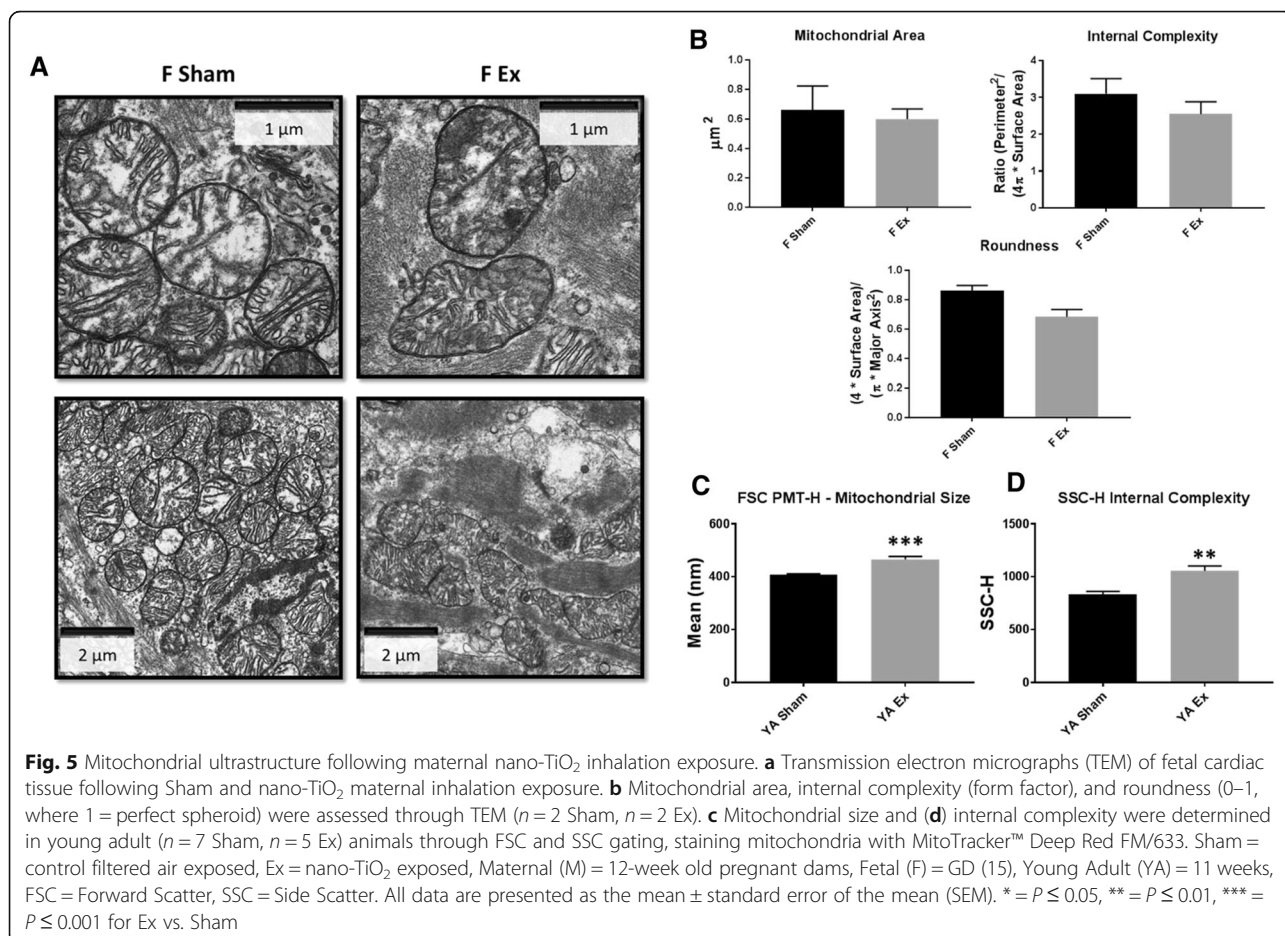 A
F Sham
F Ex
1 µm
1 µm
2 µm
2 µm
B
Mitochondrial Area
µm²
1.0
0.8
0.6
0.4
0.2
0.0
F Sham
F Ex
Internal Complexity
Ratio (Perimeter²/
(4π * Surface Area)
4
3
2
1
0
F Sham
F Ex
Roundness
(4 * Surface Area)/
(π * Major Axis²)
1.0
0.8
0.6
0.4
0.2
0.0
F Sham
F Ex
C
FSC PMT-H - Mitochondrial Size
Mean (nm)
600
400
200
0
***
YA Sham
YA Ex
D
SSC-H Internal Complexity
SSC-H
1500
1000
500
0
**
YA Sham
YA Ex
Fig. 5 Mitochondrial ultrastructure following maternal nano-TiO₂ inhalation exposure. a Transmission electron micrographs (TEM) of fetal cardiac
tissue following Sham and nano-TiO₂ maternal inhalation exposure. b Mitochondrial area, internal complexity (form factor), and roundness (0–1,
where 1 = perfect spheroid) were assessed through TEM (n = 2 Sham, n = 2 Ex). c Mitochondrial size and (d) internal complexity were determined
in young adult (n = 7 Sham, n = 5 Ex) animals through FSC and SSC gating, staining mitochondria with MitoTracker™ Deep Red FM/633. Sham =
control filtered air exposed, Ex = nano-TiO₂ exposed, Maternal (M) = 12-week old pregnant dams, Fetal (F) = GD (15), Young Adult (YA) = 11 weeks,
FSC = Forward Scatter, SSC = Side Scatter. All data are presented as the mean ± standard error of the mean (SEM). * = P ≤ 0.05, ** = P ≤ 0.01, *** =
P ≤ 0.001 for Ex vs. Sham